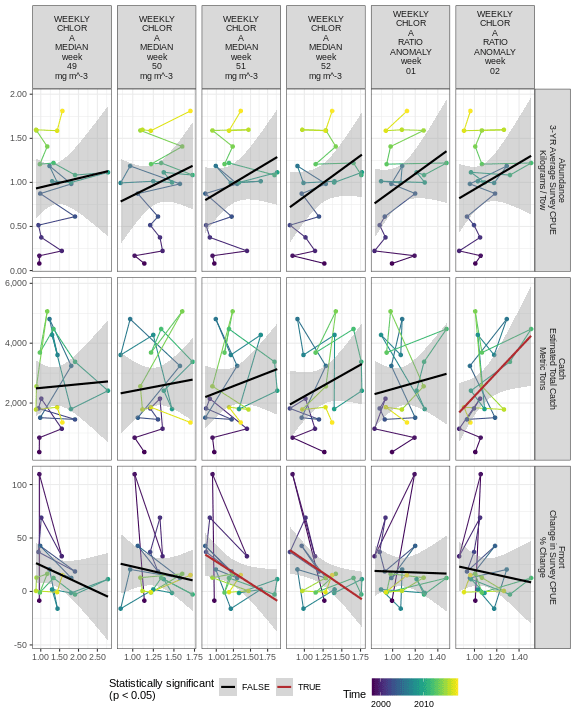 WEEKLY
CHLOR
A
MEDIAN
week
49
mg m^-3
WEEKLY
CHLOR
A
MEDIAN
week
50
mg m^-3
WEEKLY
CHLOR
A
MEDIAN
week
51
mg m^-3
WEEKLY
CHLOR
A
MEDIAN
week
52
mg m^-3
WEEKLY
CHLOR
A
RATIO
ANOMALY
week
01
WEEKLY
CHLOR
A
RATIO
ANOMALY
week
02
2.00
1.50
1.00
0.50
0.00
Abundance
3-YR Average Survey CPUE
Kilograms / Tow
6,000
4,000
2,000
Catch
Estimated Total Catch
Metric Tons
100
50
0
-50
Fmort
Change in Survey CPUE
% Change
1.00 1.50 2.00 2.50
1.00 1.25 1.50 1.75
1.00 1.25 1.50 1.75
1.00 1.25 1.50 1.75
1.00 1.20 1.40
1.00 1.20 1.40
Statistically significant
(p < 0.05)
FALSE
TRUE
Time
2000 2010